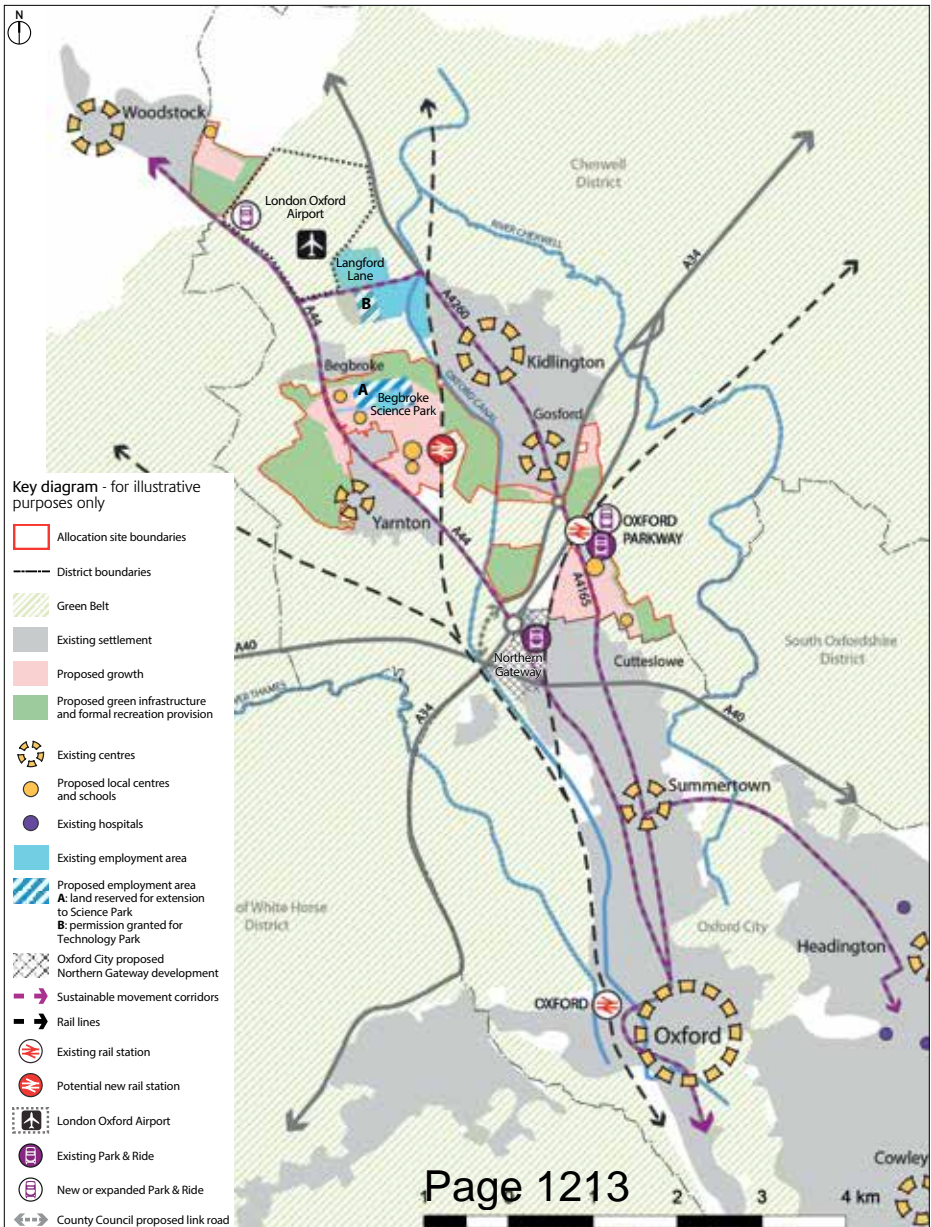 N
Woodstock
Cherwell
District
London Oxford
Airport
RIVER CHERWELL
A34
Langford
Lane
B
A44
A4260
Kidlington
Begbroke
A
Begbroke
Science Park
OXFORD CANAL
Gosford
Yarnton
A44
OXFORD
PARKWAY
A4165
South Oxfordshire
District
Northern
Gateway
Cutteslowe
A40
A34
A40
Summertown
of White Horse
District
Oxford City
Headington
OXFORD
Oxford
Cowley
Key diagram - for illustrative
purposes only
Allocation site boundaries
District boundaries
Green Belt
Existing settlement
Proposed growth
Proposed green infrastructure
and formal recreation provision
Existing centres
Proposed local centres
and schools
Existing hospitals
Existing employment area
Proposed employment area
A: land reserved for extension
to Science Park
B: permission granted for
Technology Park
Oxford City proposed
Northern Gateway development
Sustainable movement corridors
Rail lines
Existing rail station
Potential new rail station
London Oxford Airport
Existing Park & Ride
New or expanded Park & Ride
County Council proposed link road
VER THAMES
Page 1213
1 0 1 2 3 4 km